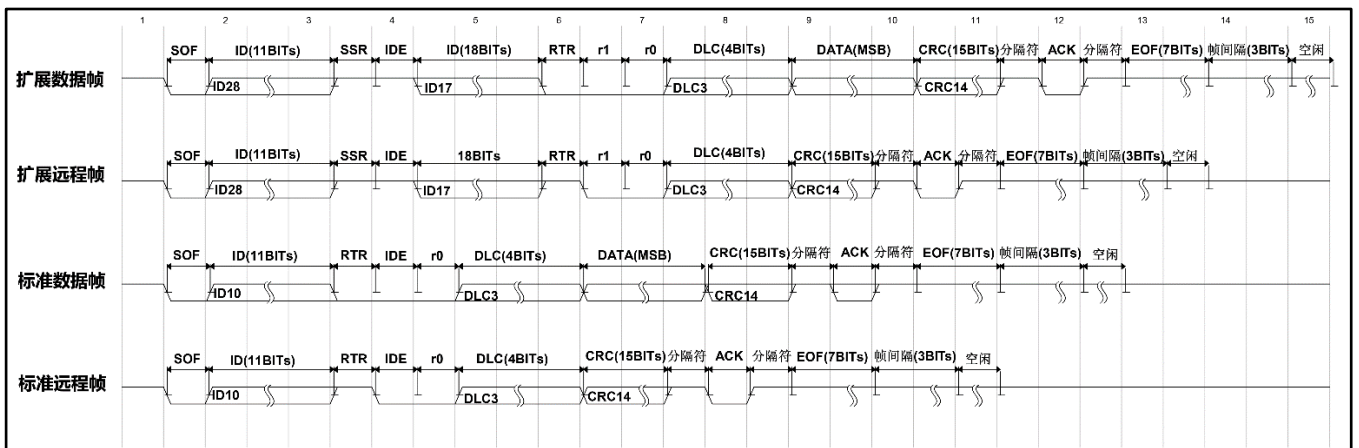 1 2 3 4 5 6 7 8 9 10 11 12 13 14 15
SOF ID(11BITs) SSR IDE ID(18BITs) RTR r1 r0 DLC(4BITs) DATA(MSB) CRC(15BITs) 分隔符 ACK 分隔符 EOF(7BITs) 帧间隔(3BITs) 空闲
扩展数据帧
ID28 ID17 DLC3 CRC14
SOF ID(11BITs) SSR IDE 18BITs RTR r1 r0 DLC(4BITs) CRC(15BITs) 分隔符 ACK 分隔符 EOF(7BITs) 帧间隔(3BITs) 空闲
扩展远程帧
ID28 ID17 DLC3 CRC14
SOF ID(11BITs) RTR IDE r0 DLC(4BITs) DATA(MSB) CRC(15BITs) 分隔符 ACK 分隔符 EOF(7BITs) 帧间隔(3BITs) 空闲
标准数据帧
ID10 DLC3 CRC14
SOF ID(11BITs) RTR IDE r0 DLC(4BITs) CRC(15BITs) 分隔符 ACK 分隔符 EOF(7BITs) 帧间隔(3BITs) 空闲
标准远程帧
ID10 DLC3 CRC14